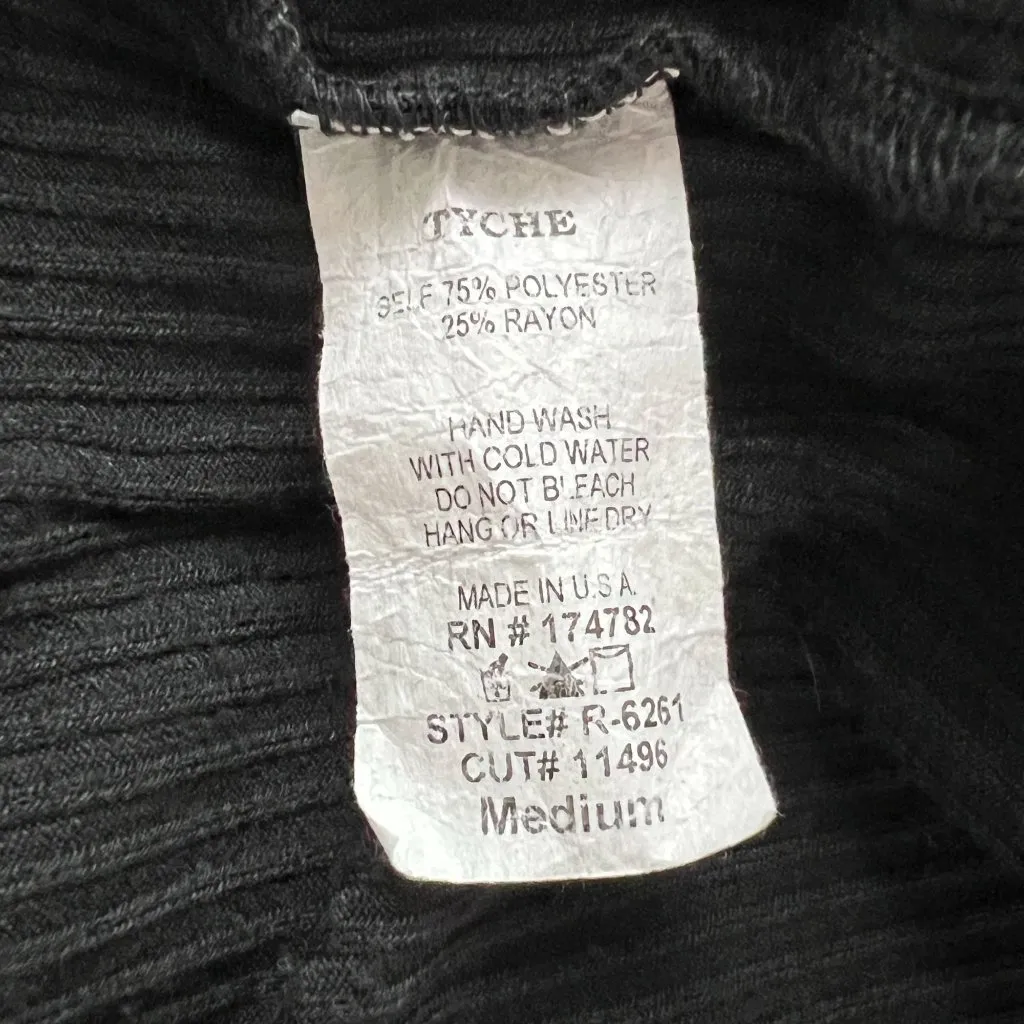 TYCHE
SELF 75% POLYESTER
25% RAYON
HAND WASH
WITH COLD WATER
DO NOT BLEACH
HANG OR LINE DRY
MADE IN U.S.A.
RN # 174782
STYLE# R-6261
CUT# 11496
Medium